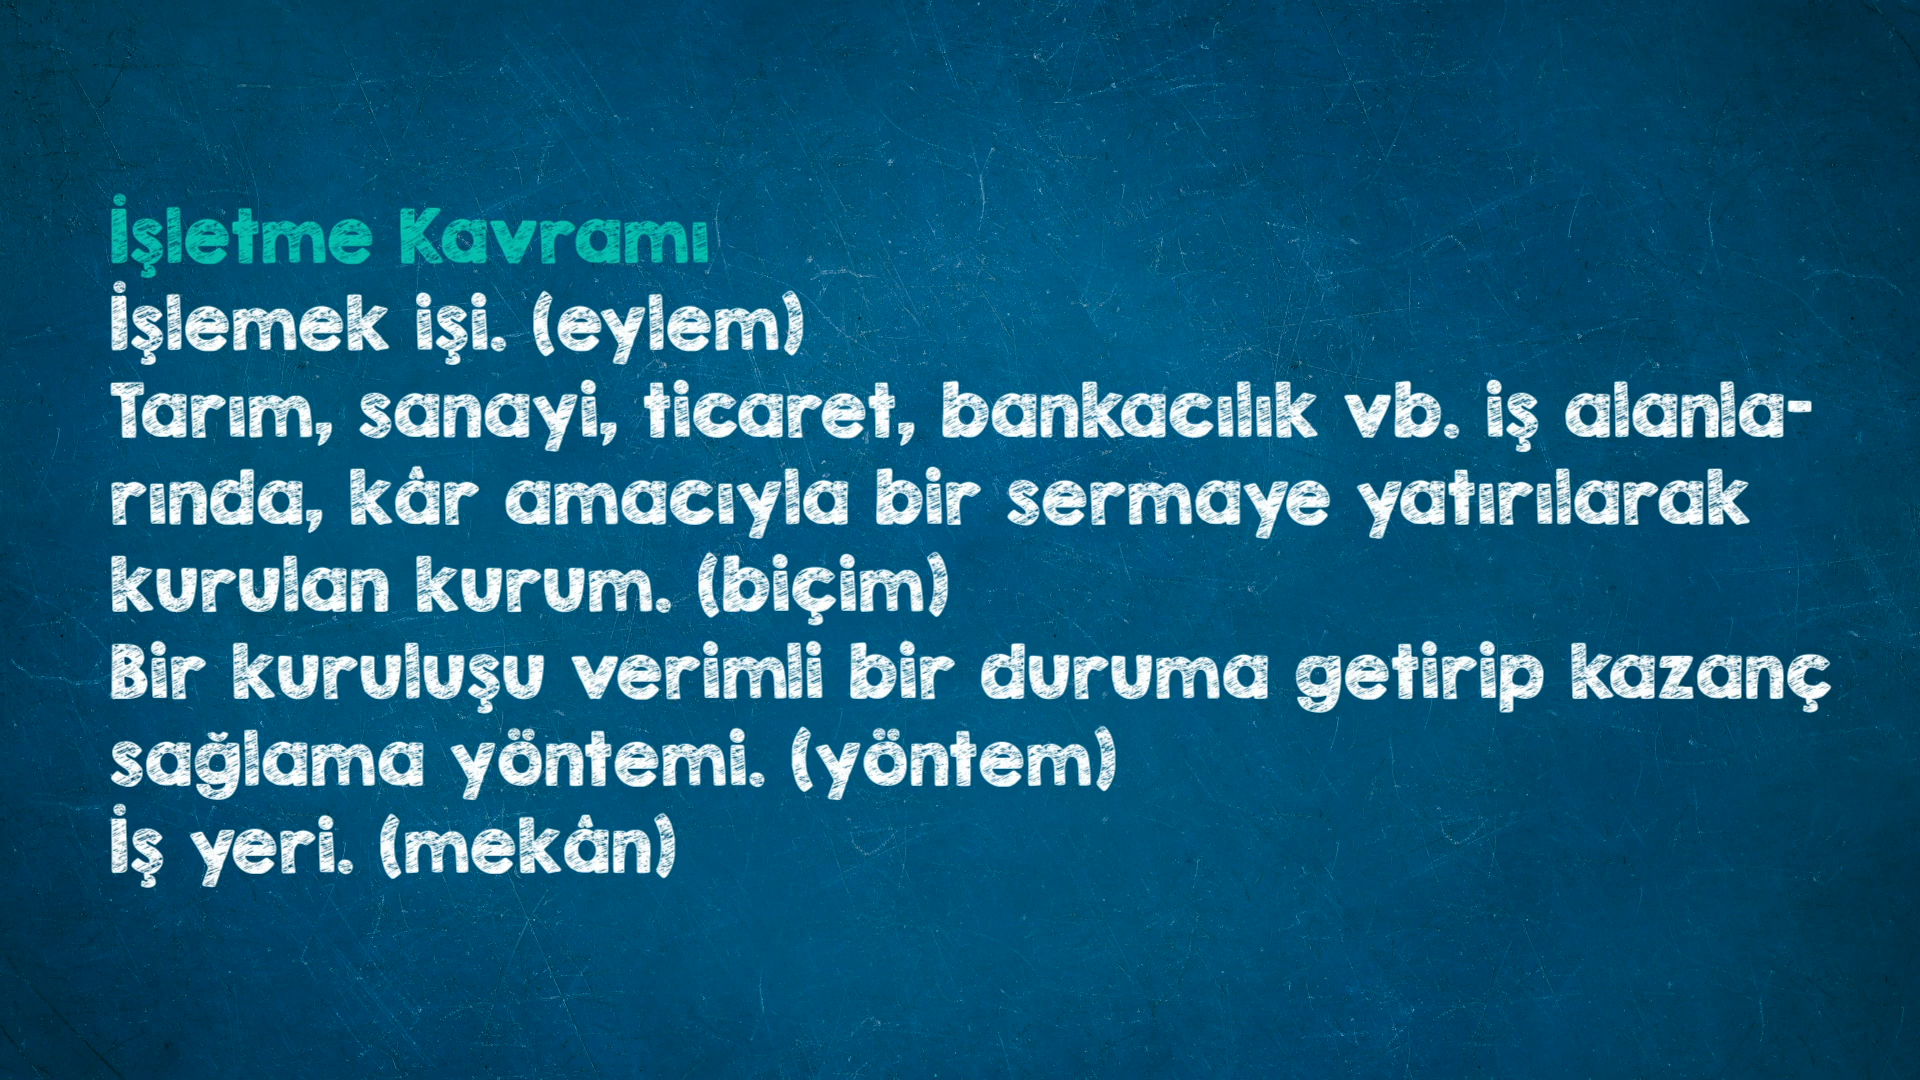 İşletme Kavramı
İşlemek işi. (eylem)
Tarım, sanayi, ticaret, bankacılık vb. iş alanla-
rında, kâr amacıyla bir sermaye yatırılarak
kurulan kurum. (biçim)
Bir kuruluşu verimli bir duruma getirip kazanç
sağlama yöntemi. (yöntem)
İş yeri. (mekân)